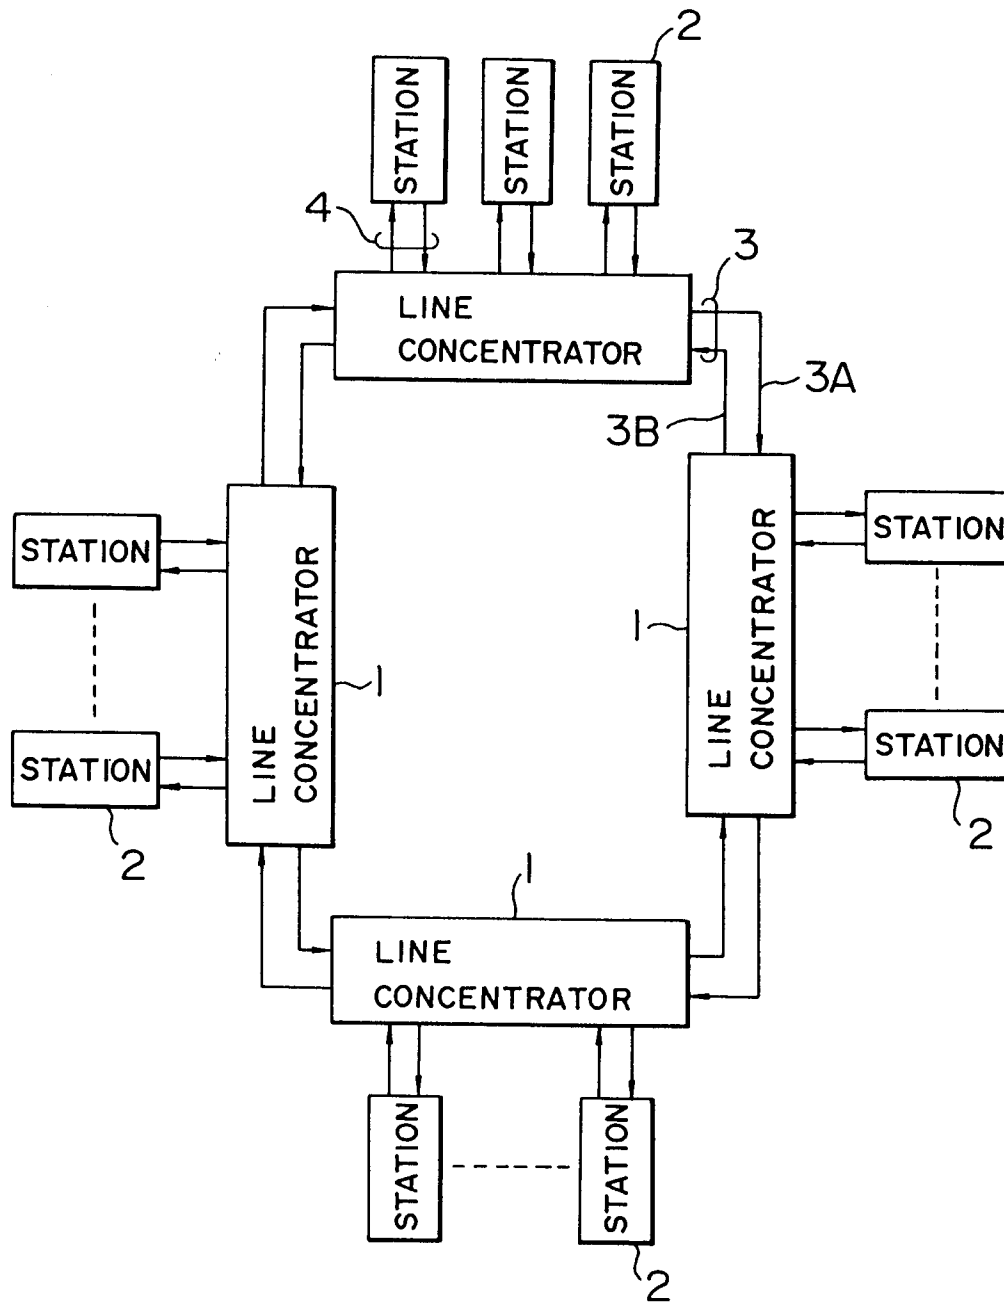 2
STATION
STATION
STATION
4
3
LINE
CONCENTRATOR
3A
3B
STATION
STATION
LINE
CONCENTRATOR
1
1
LINE
CONCENTRATOR
STATION
STATION
2
2
1
LINE
CONCENTRATOR
STATION
STATION
2